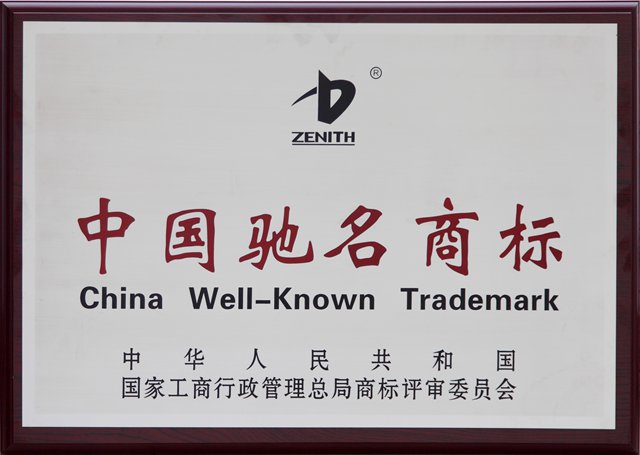 ®
ZENITH
中国驰名商标
China Well-Known Trademark
中华人民共和国
国家工商行政管理总局商标评审委员会